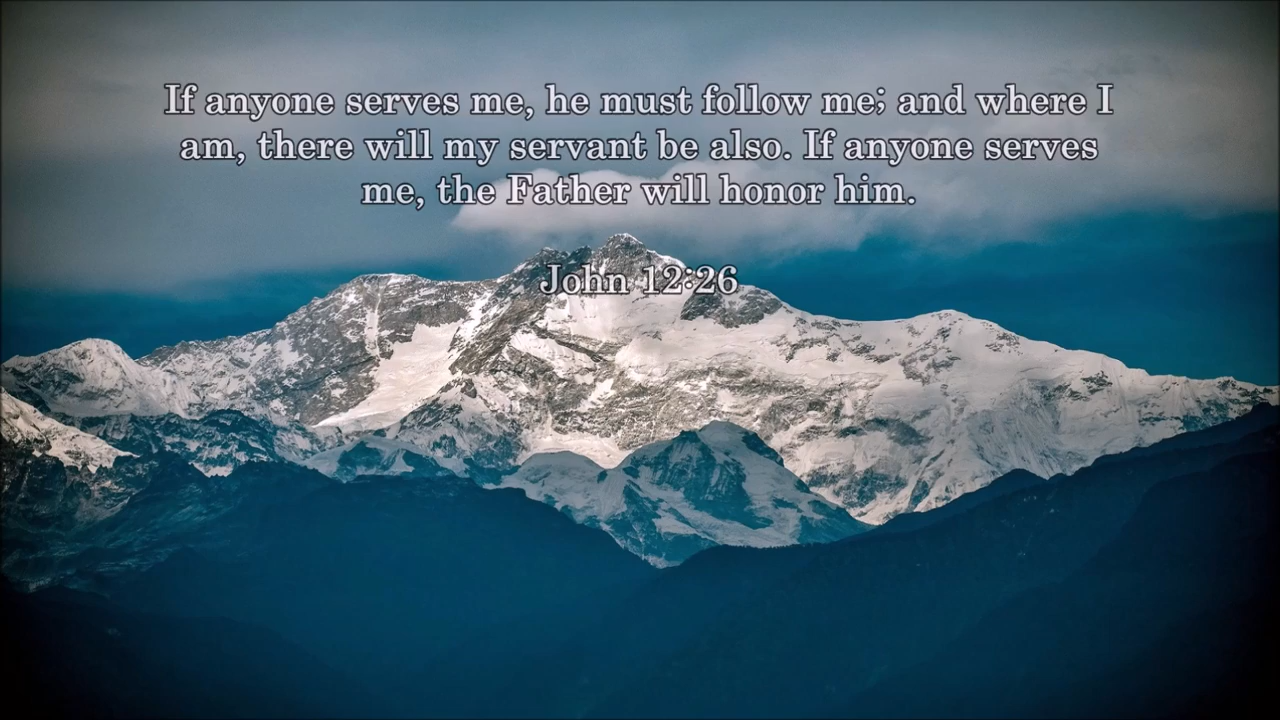 If anyone serves me, he must follow me; and where I
am, there will my servant be also. If anyone serves
me, the Father will honor him.
John 12:26